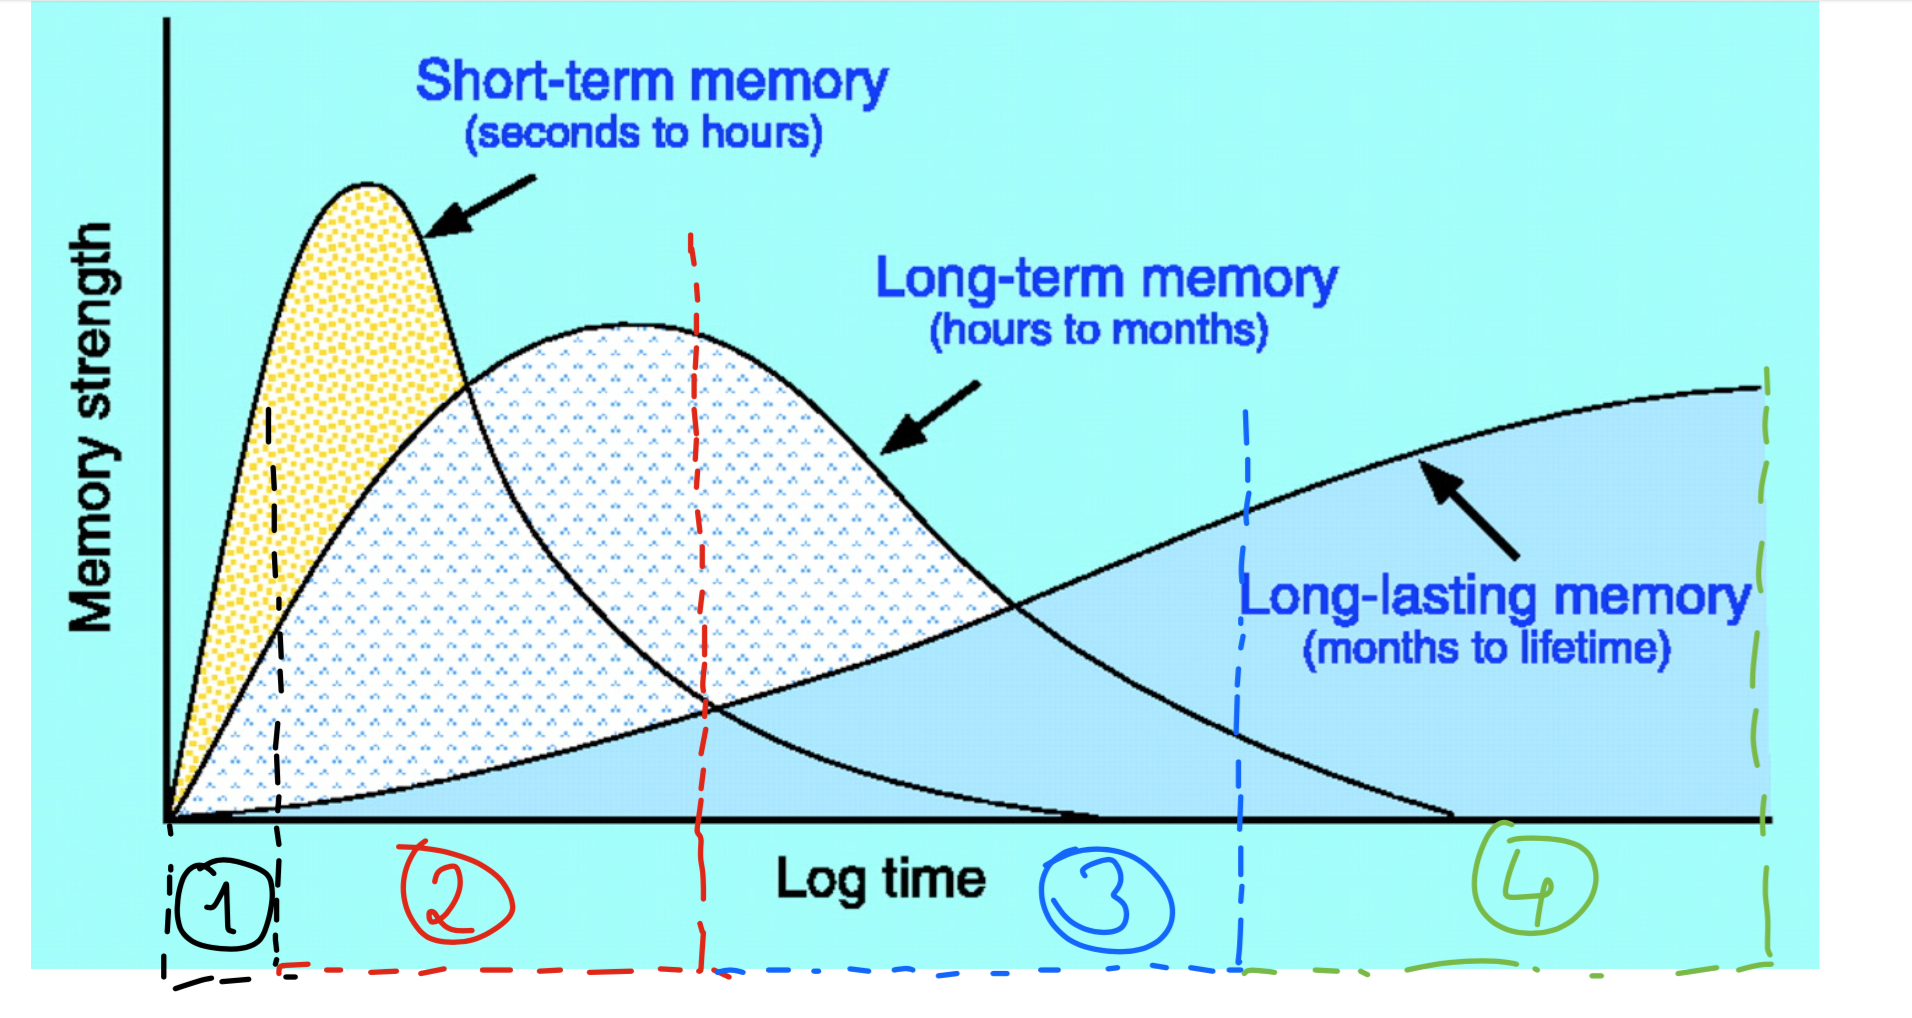 Short-term memory
(seconds to hours)
Long-term memory
(hours to months)
Memory strength
Long-lasting memory
(months to lifetime)
Log time
1
2
3
4